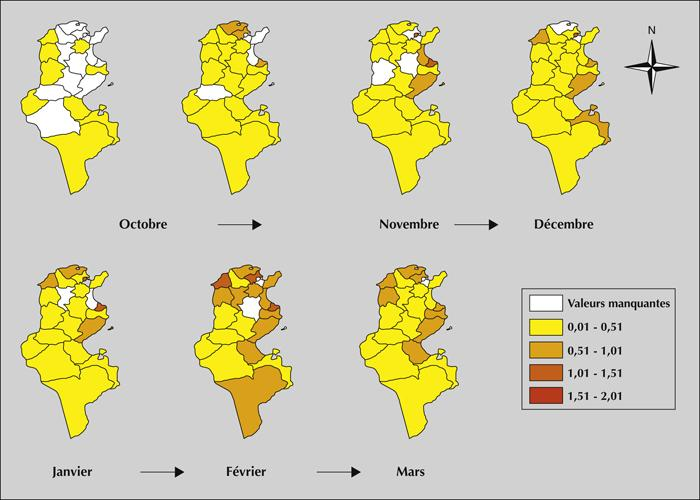 N
Octobre
Novembre
Décembre
Valeurs manquantes
0,01 - 0,51
0,51 - 1,01
1,01 - 1,51
1,51 - 2,01
Janvier
Février
Mars